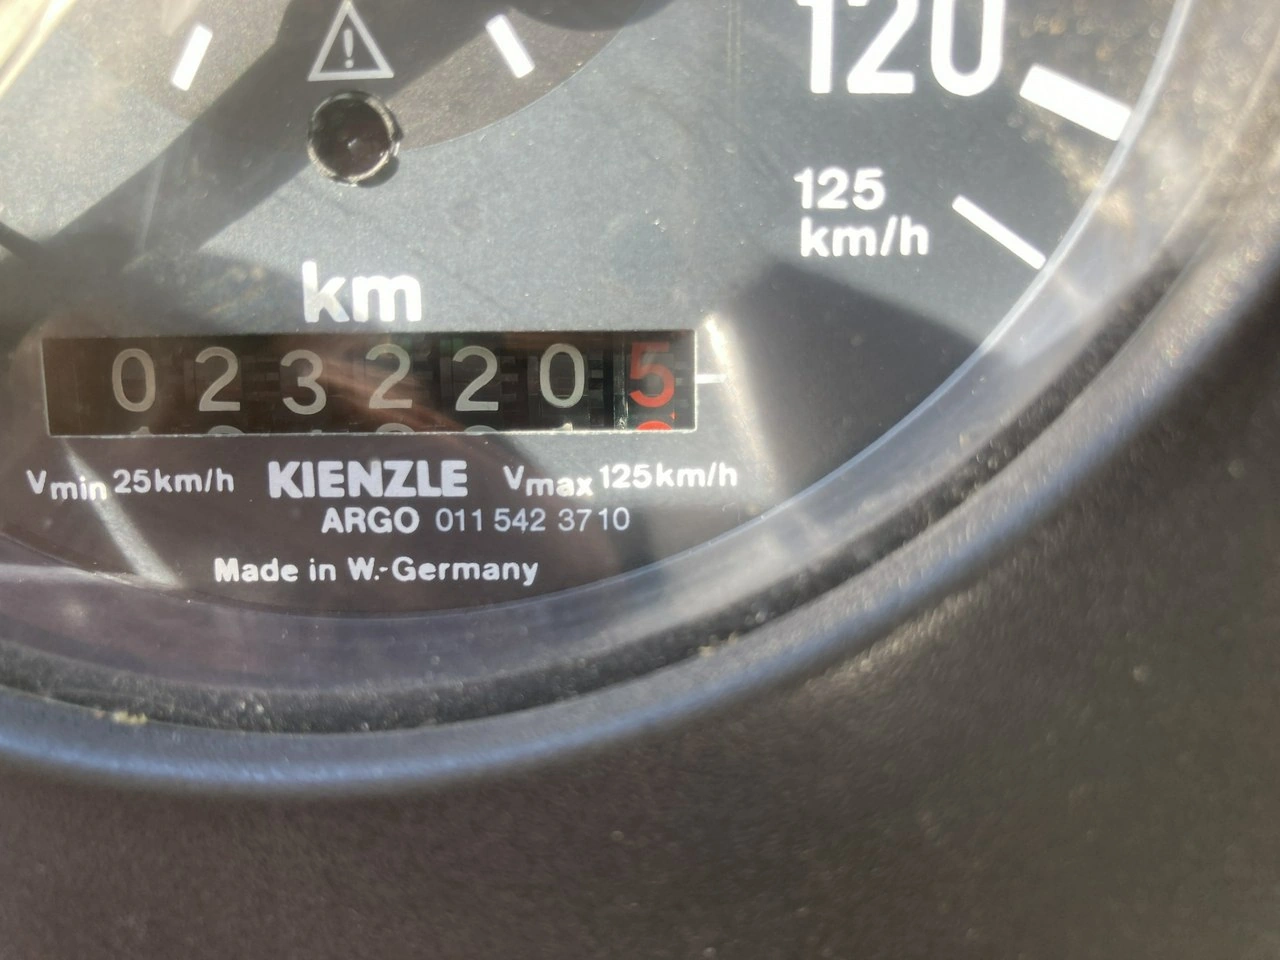 120
125
km/h
km
0232205
Vmin 25km/h KIENZLE Vmax 125km/h
ARGO 011 542 3710
Made in W.-Germany